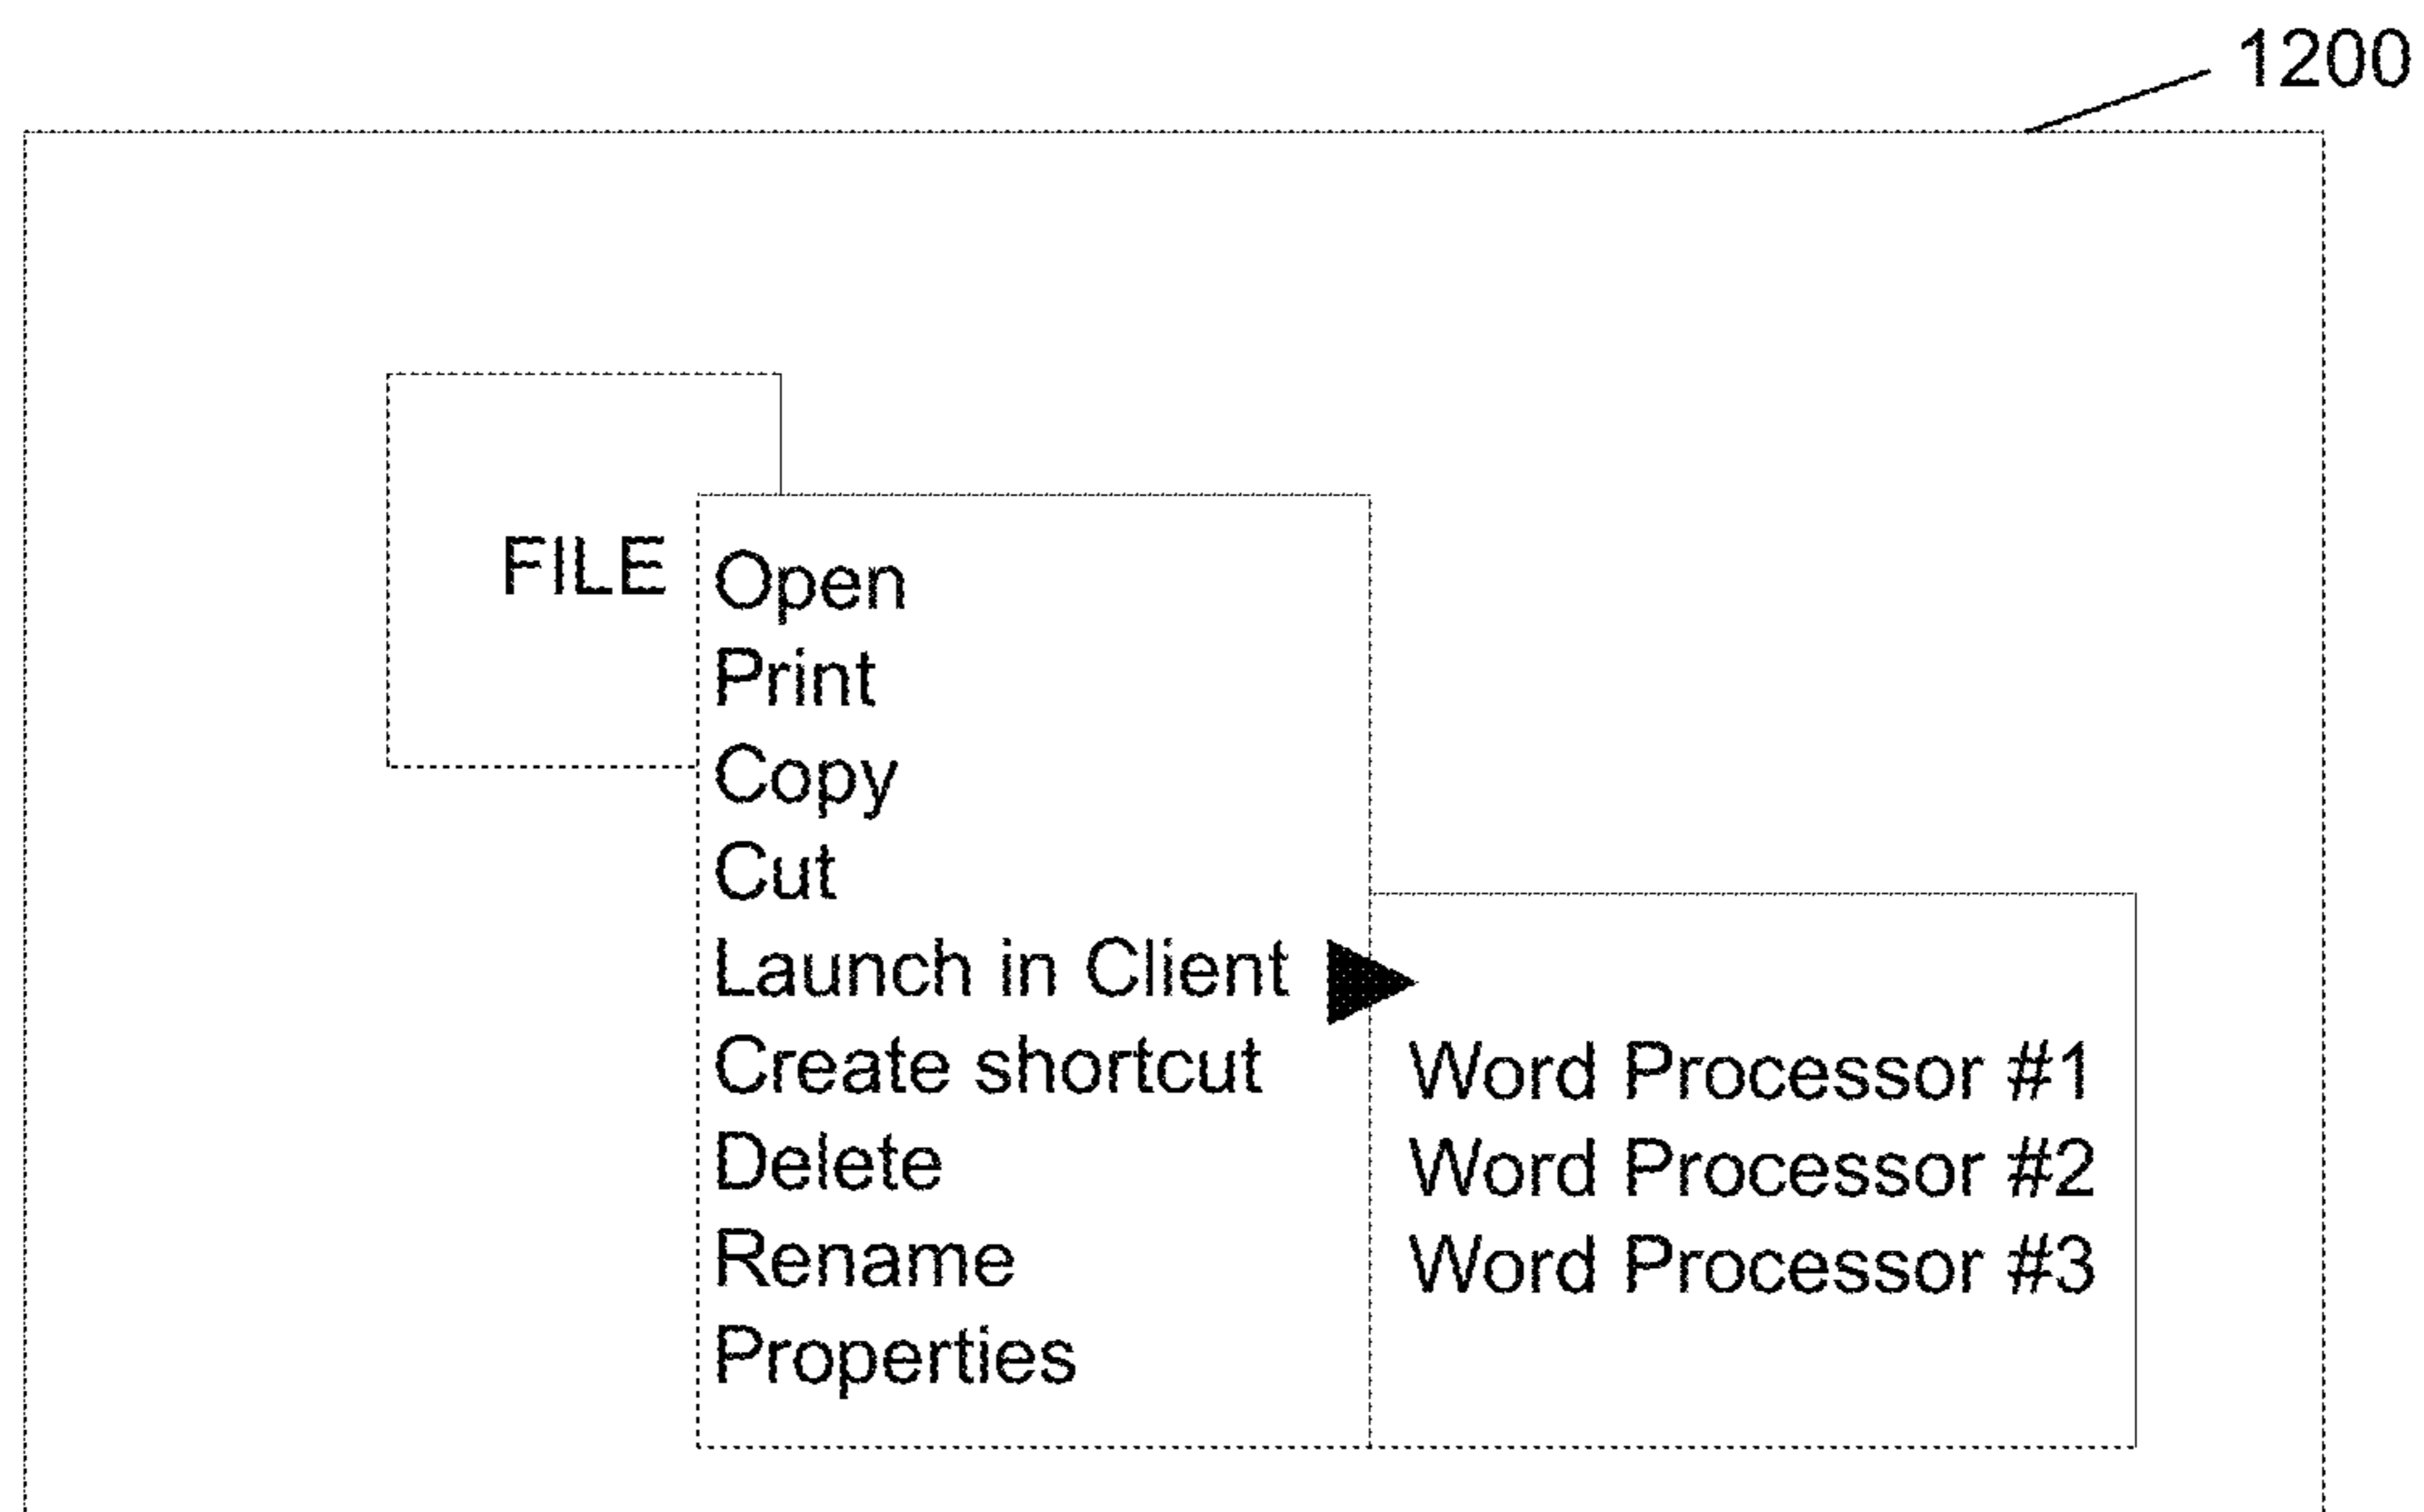 1200
FILE
Open
Print
Copy
Cut
Launch in Client
Create shortcut
Delete
Rename
Properties
Word Processor #1
Word Processor #2
Word Processor #3